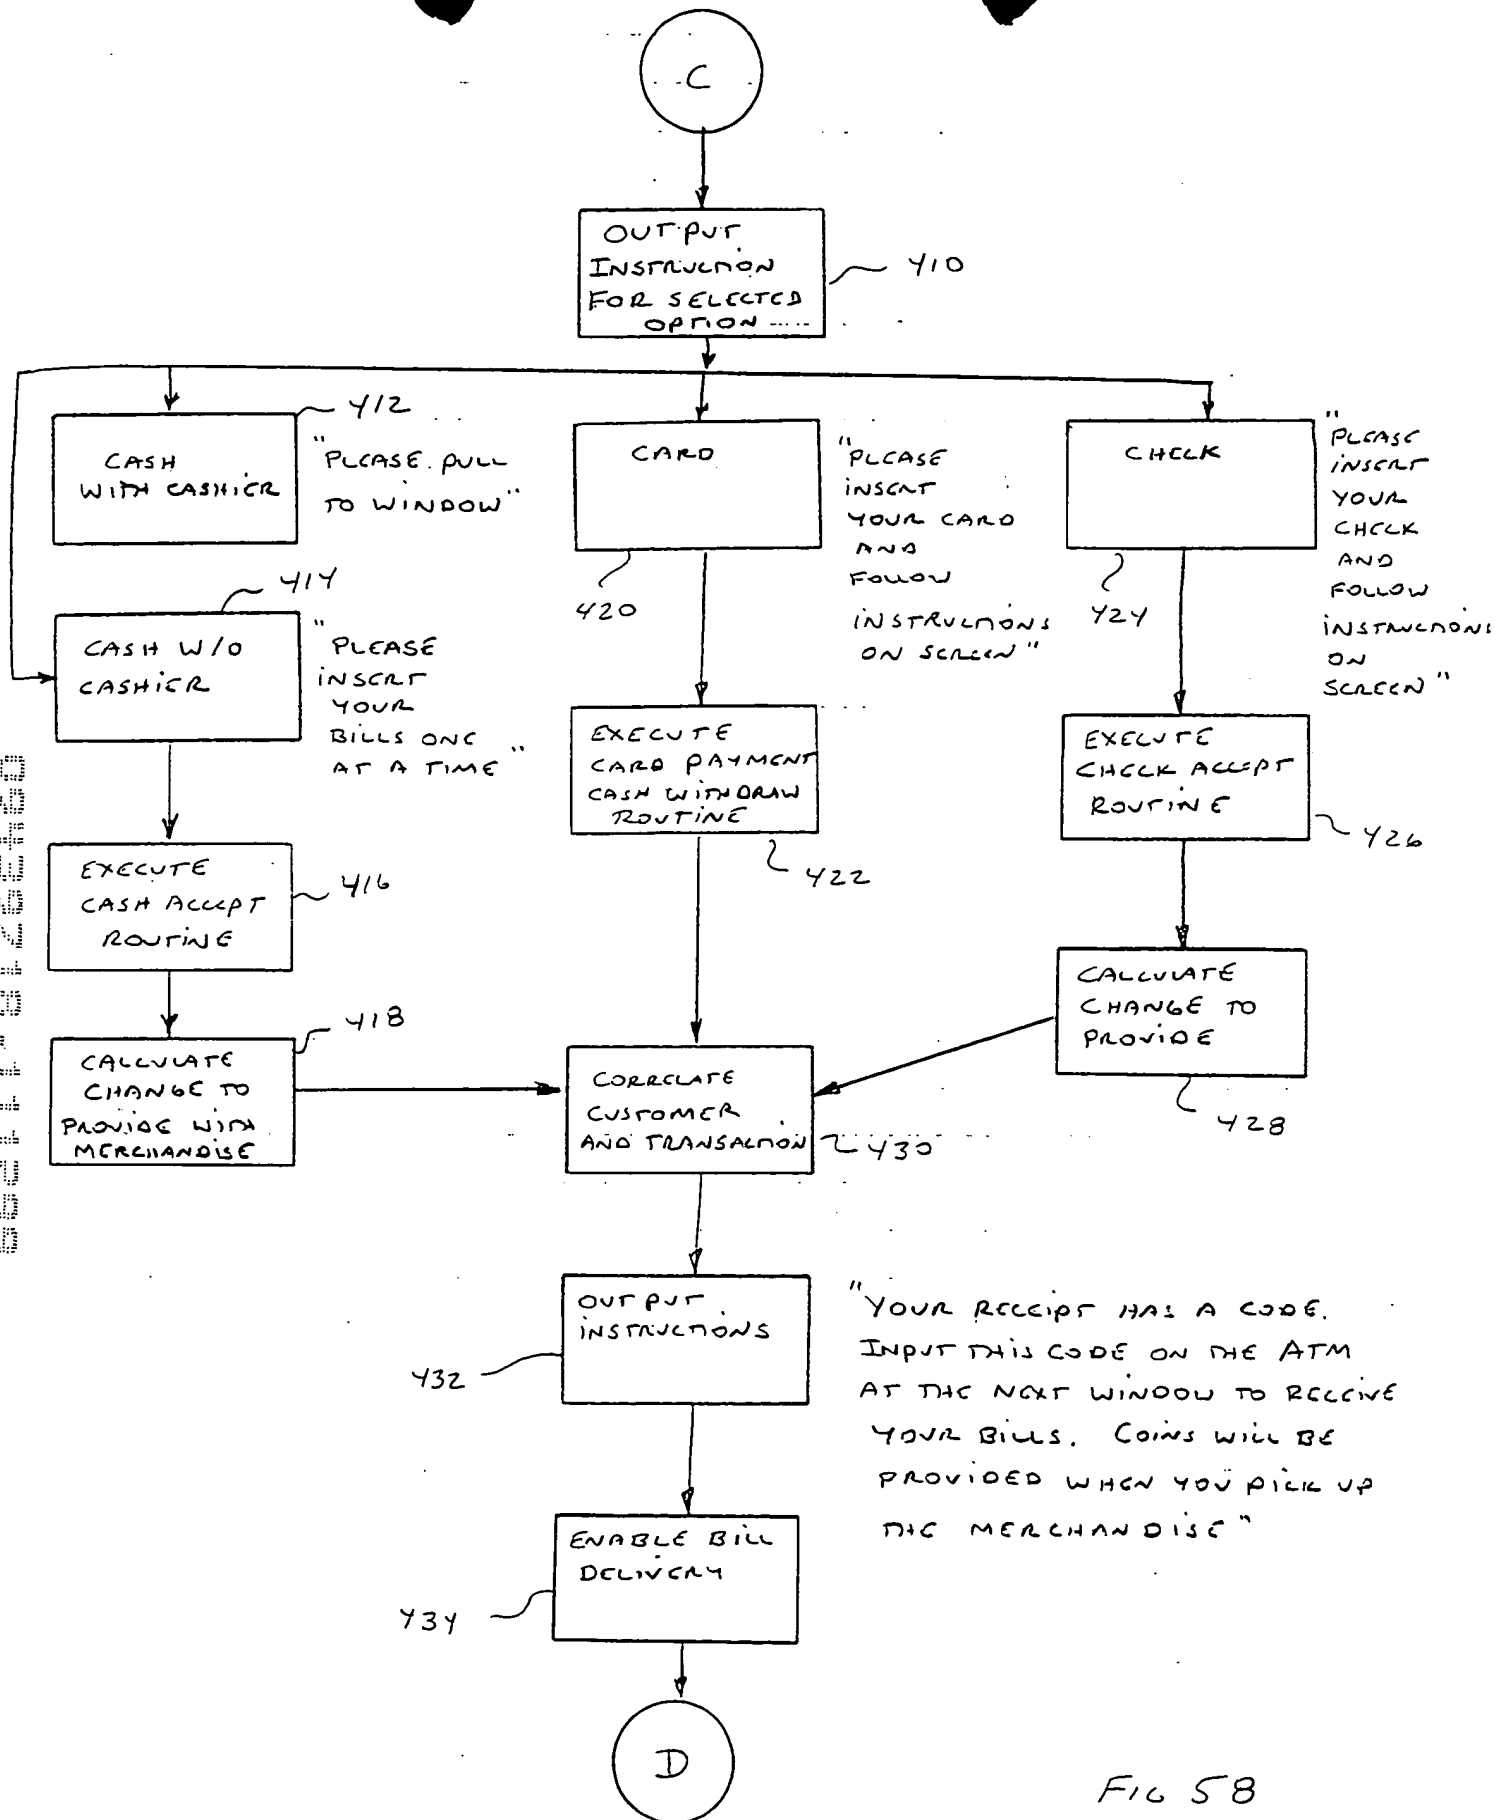 C
OUTPUT
INSTRUCTION
FOR SELECTED
OPTION
410
412
CASH
WITH CASHIER
"PLEASE PULL
TO WINDOW"
CARD
"PLEASE
INSERT
YOUR CARD
AND
FOLLOW
INSTRUCTIONS
ON SCREEN"
420
CHECK
"PLEASE
INSERT
YOUR
CHECK
AND
FOLLOW
INSTRUCTIONS
ON
SCREEN"
424
414
CASH W/O
CASHIER
"PLEASE
INSERT
YOUR
BILLS ONE
AT A TIME"
EXECUTE
CARD PAYMENT
CASH WITHDRAW
ROUTINE
422
EXECUTE
CHECK ACCEPT
ROUTINE
426
EXECUTE
CASH ACCEPT
ROUTINE
416
CALCULATE
CHANGE TO
PROVIDE
428
418
CALCULATE
CHANGE TO
PROVIDE WITH
MERCHANDISE
CORRELATE
CUSTOMER
AND TRANSACTION
430
OUTPUT
INSTRUCTIONS
432
"YOUR RECEIPT HAS A CODE.
INPUT THIS CODE ON THE ATM
AT THE NEXT WINDOW TO RECEIVE
YOUR BILLS. COINS WILL BE
PROVIDED WHEN YOU PICK UP
THE MERCHANDISE"
ENABLE BILL
DELIVERY
434
D
FIG 58